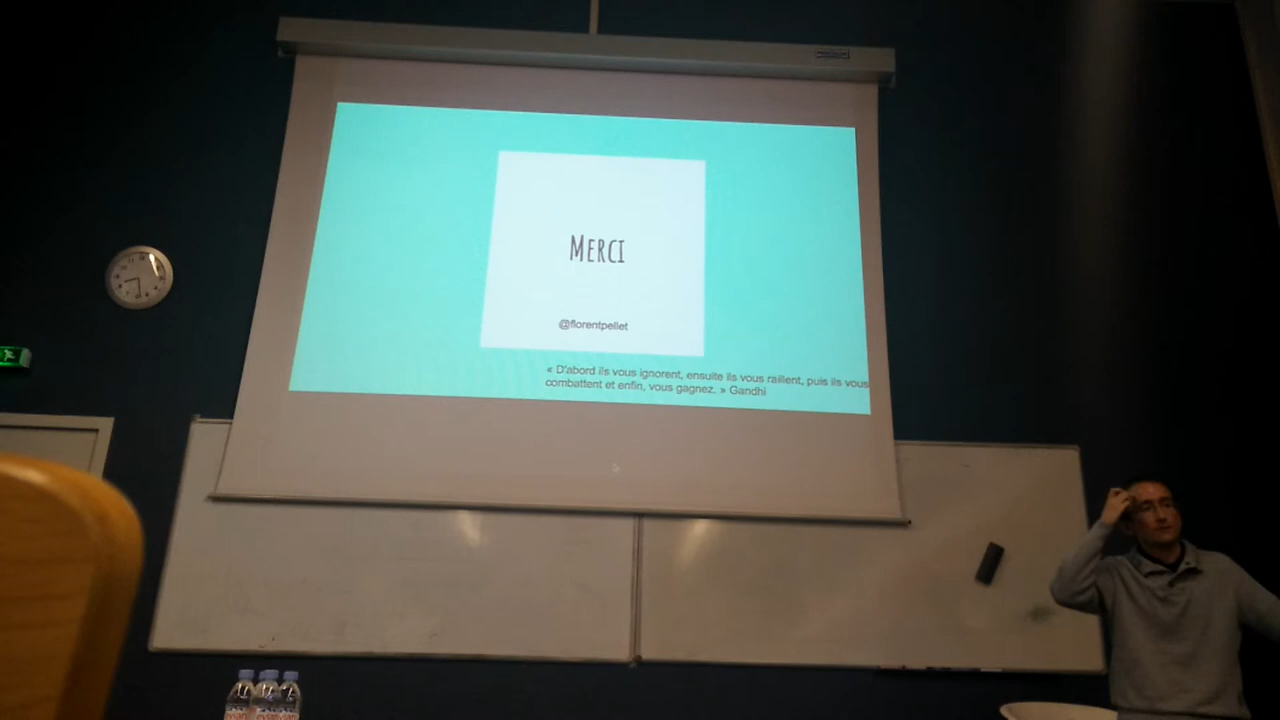 Merci
@florentpellet
« D'abord ils vous ignorent, ensuite ils vous raillent, puis ils vous
combattent et enfin, vous gagnez. » Gandhi